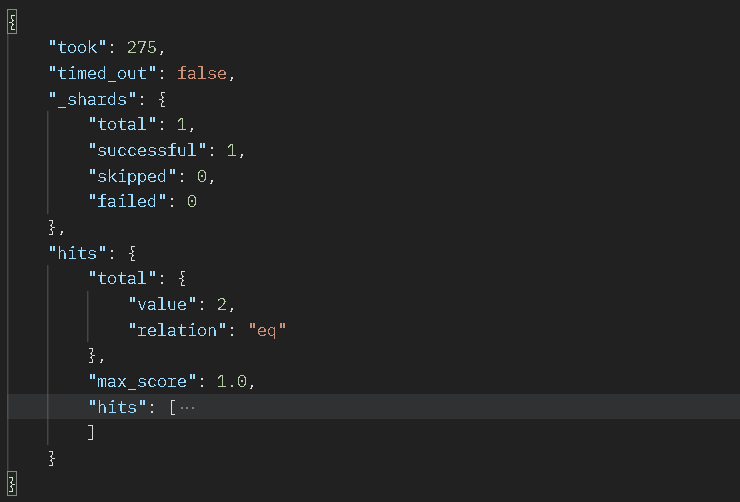 {
"took": 275,
"timed_out": false,
"_shards": {
"total": 1,
"successful": 1,
"skipped": 0,
"failed": 0
},
"hits": {
"total": {
"value": 2,
"relation": "eq"
},
"max_score": 1.0,
"hits": [···
]
}
}